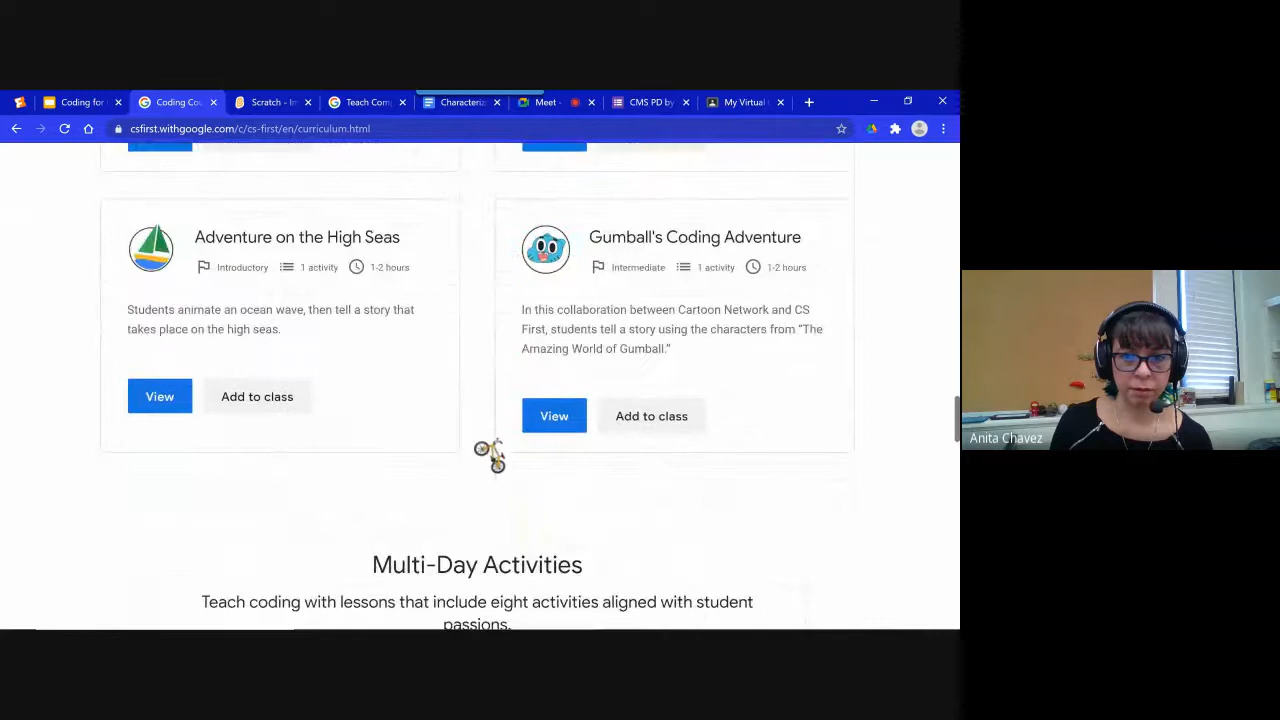 Coding for
Coding Cou
Scratch - Im
Teach Comp
Characteriz
Meet -
CMS PD by
My Virtual
csfirst.withgoogle.com/c/cs-first/en/curriculum.html
Adventure on the High Seas
Introductory 1 activity 1-2 hours
Students animate an ocean wave, then tell a story that
takes place on the high seas.
View Add to class
Gumball's Coding Adventure
Intermediate 1 activity 1-2 hours
In this collaboration between Cartoon Network and CS
First, students tell a story using the characters from “The
Amazing World of Gumball.”
View Add to class
Multi-Day Activities
Teach coding with lessons that include eight activities aligned with student
passions.
Anita Chavez